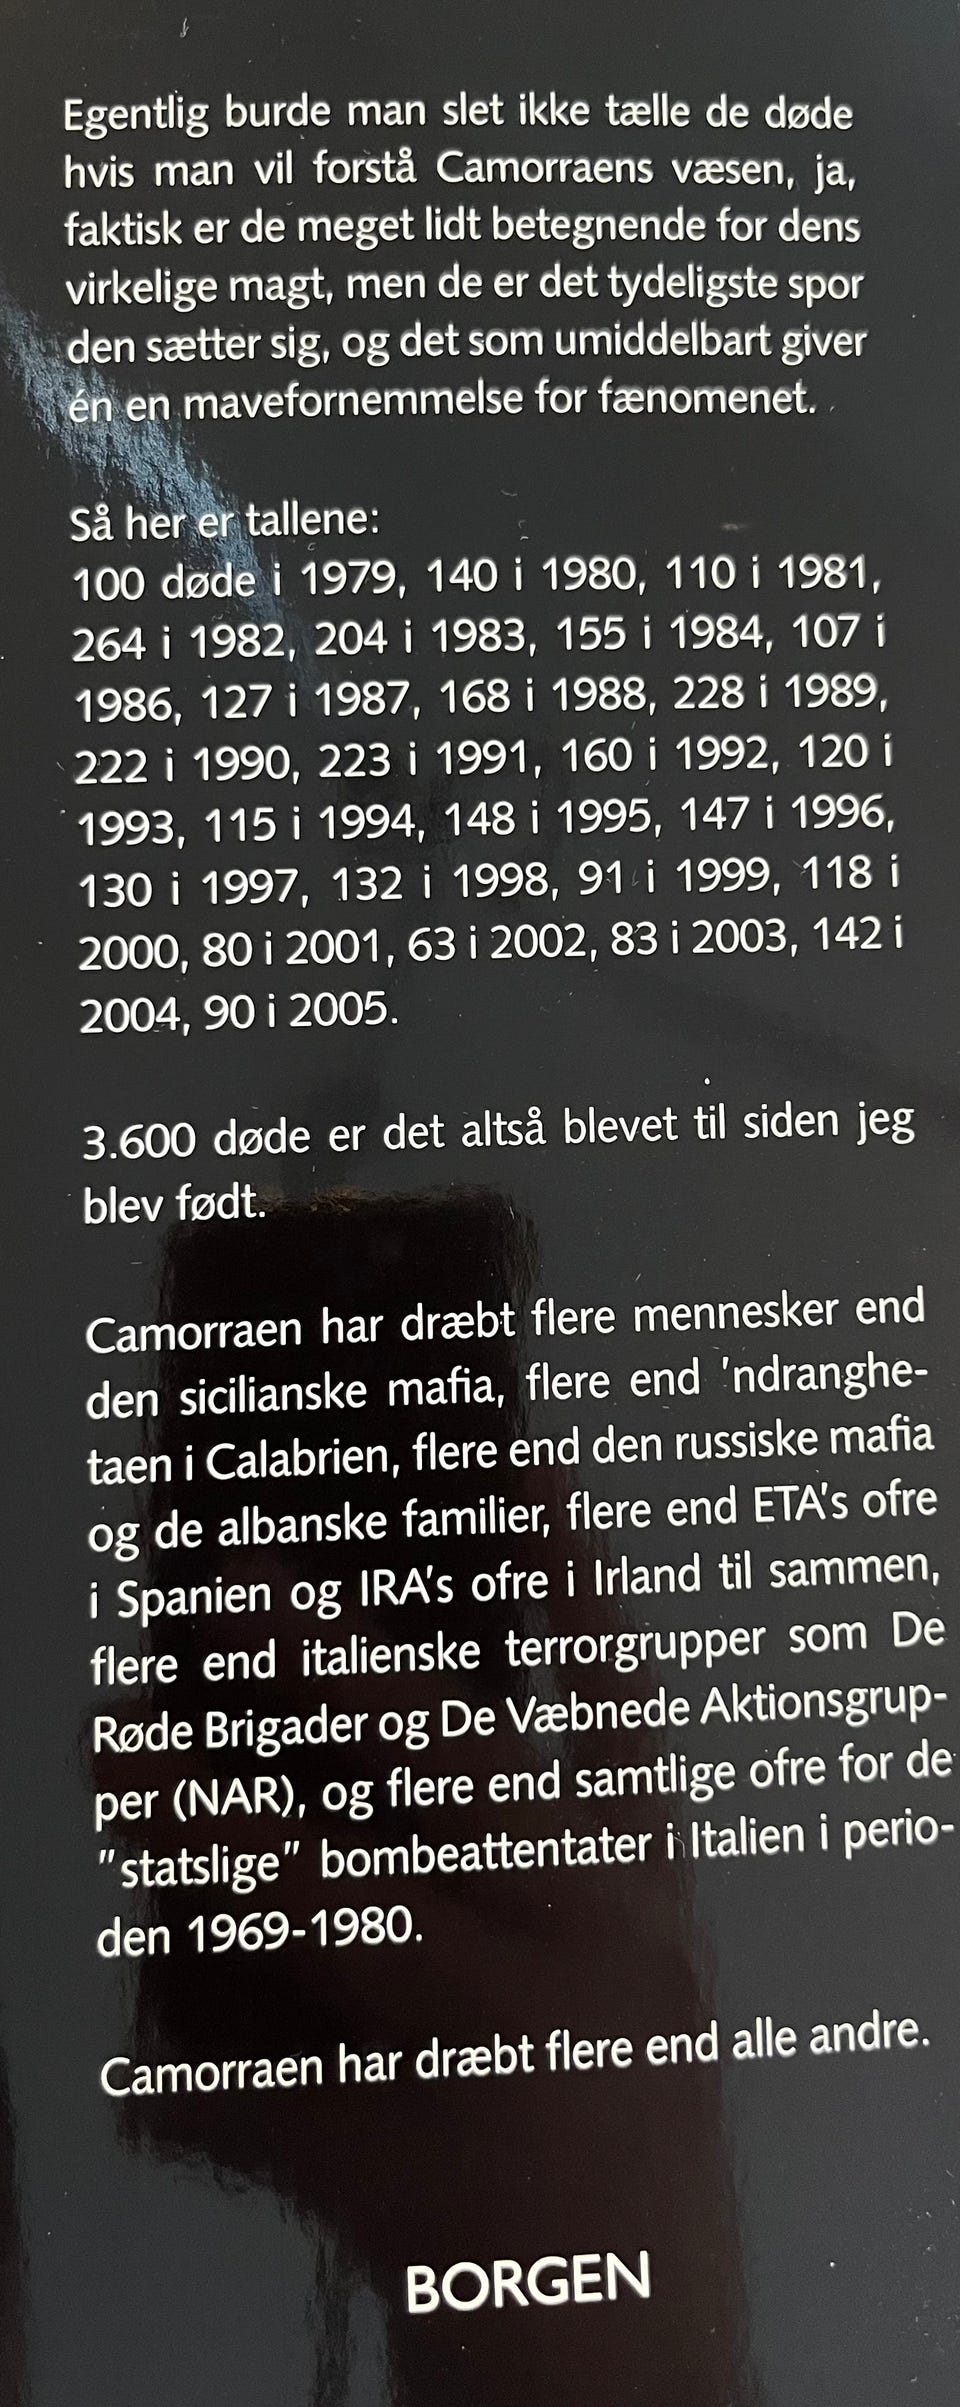 Egentlig burde man slet ikke tælle de døde
hvis man vil forstå Camorraens væsen, ja,
faktisk er de meget lidt betegnende for dens
virkelige magt, men de er det tydeligste spor
den sætter sig, og det som umiddelbart giver
én en mavefornemmelse for fænomenet.
Så her er tallene:
100 døde i 1979, 140 i 1980, 110 i 1981,
264 i 1982, 204 i 1983, 155 i 1984, 107 i
1986, 127 i 1987, 168 i 1988, 228 i 1989,
222 i 1990, 223 i 1991, 160 i 1992, 120 i
1993, 115 i 1994, 148 i 1995, 147 i 1996,
130 i 1997, 132 i 1998, 91 i 1999, 118 i
2000, 80 i 2001, 63 i 2002, 83 i 2003, 142 i
2004, 90 i 2005.
3.600 døde er det altså blevet til siden jeg
blev født.
Camorraen har dræbt flere mennesker end
den sicilianske mafia, flere end 'ndranghe-
taen i Calabrien, flere end den russiske mafia
og de albanske familier, flere end ETA's ofre
i Spanien og IRA's ofre i Irland til sammen,
flere end italienske terrorgrupper som De
Røde Brigader og De Væbnede Aktionsgrup-
per (NAR), og flere end samtlige ofre for de
"statslige" bombeattentater i Italien i perio-
den 1969-1980.
Camorraen har dræbt flere end alle andre.
BORGEN